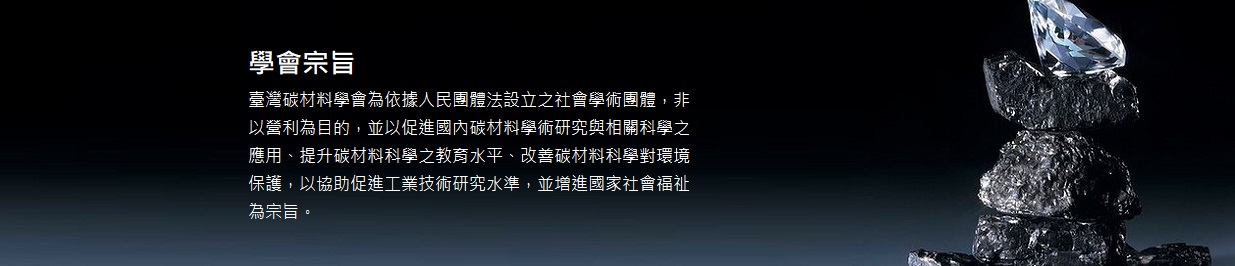 學會宗旨
臺灣碳材料學會為依據人民團體法設立之社會學術團體，非
以營利為目的，並以促進國內碳材料學術研究與相關科學之
應用、提升碳材料科學之教育水平、改善碳材料科學對環境
保護，以協助促進工業技術研究水準，並增進國家社會福祉
為宗旨。